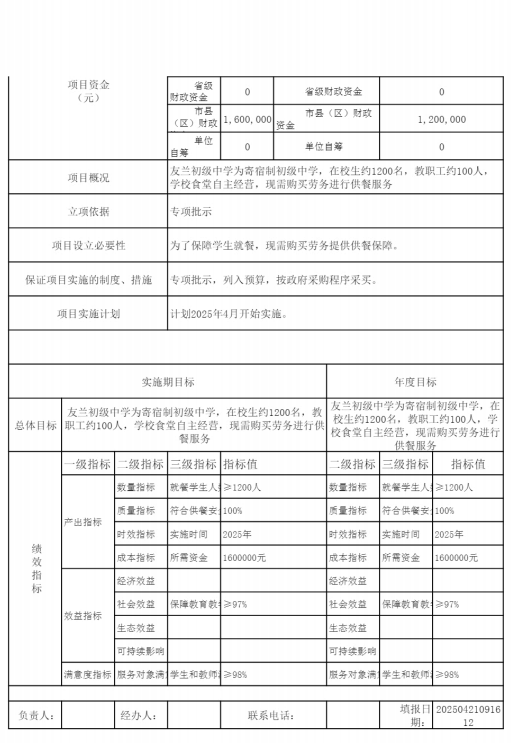 项目资金
（元）
省级
财政资金
0
省级财政资金
0
市县
（区）财政
1,600,000
市县（区）财政
资金
1,200,000
单位
自筹
0
单位自筹
0
项目概况
友兰初级中学为寄宿制初级中学，在校生约1200名，教职工约100人，
学校食堂自主经营，现需购买劳务进行供餐服务
立项依据
专项批示
项目设立必要性
为了保障学生就餐，现需购买劳务提供供餐保障。
保证项目实施的制度、措施
专项批示，列入预算，按政府采购程序采买。
项目实施计划
计划2025年4月开始实施。
实施期目标
年度目标
总体目标
友兰初级中学为寄宿制初级中学，在校生约1200名，教
职工约100人，学校食堂自主经营，现需购买劳务进行供
餐服务
友兰初级中学为寄宿制初级中学，在
校生约1200名，教职工约100人，学
校食堂自主经营，现需购买劳务进行
供餐服务
绩
效
指
标
一级指标 二级指标 三级指标 指标值 二级指标 三级指标 指标值
产出指标
数量指标 就餐学生人 ≥1200人 数量指标 就餐学生人 ≥1200人
质量指标 符合供餐安 100% 质量指标 符合供餐安 100%
时效指标 实施时间 2025年 时效指标 实施时间 2025年
成本指标 所需资金 1600000元 成本指标 所需资金 1600000元
效益指标
经济效益 经济效益
社会效益 保障教育教 ≥97% 社会效益 保障教育教 ≥97%
生态效益 生态效益
可持续影响 可持续影响
满意度指标 服务对象满 学生和教师 ≥98% 服务对象满 学生和教师 ≥98%
负责人： 经办人： 联系电话： 填报日
期：
202504210916
12